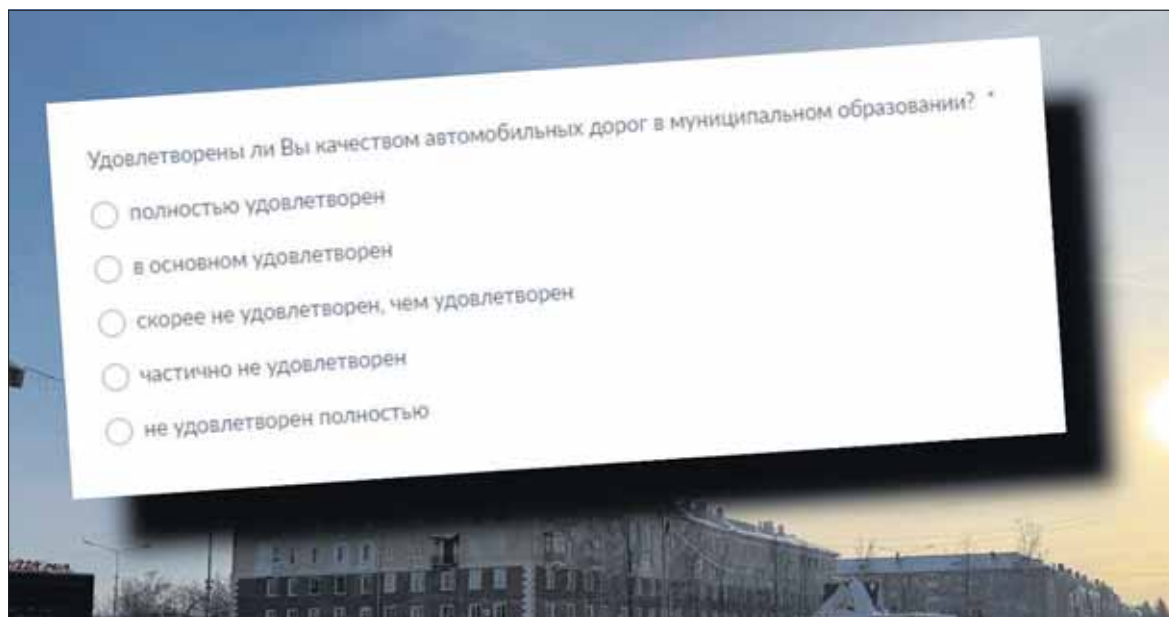 Удовлетворены ли Вы качеством автомобильных дорог в муниципальном образовании? *
полностью удовлетворен
в основном удовлетворен
скорее не удовлетворен, чем удовлетворен
частично не удовлетворен
не удовлетворен полностью